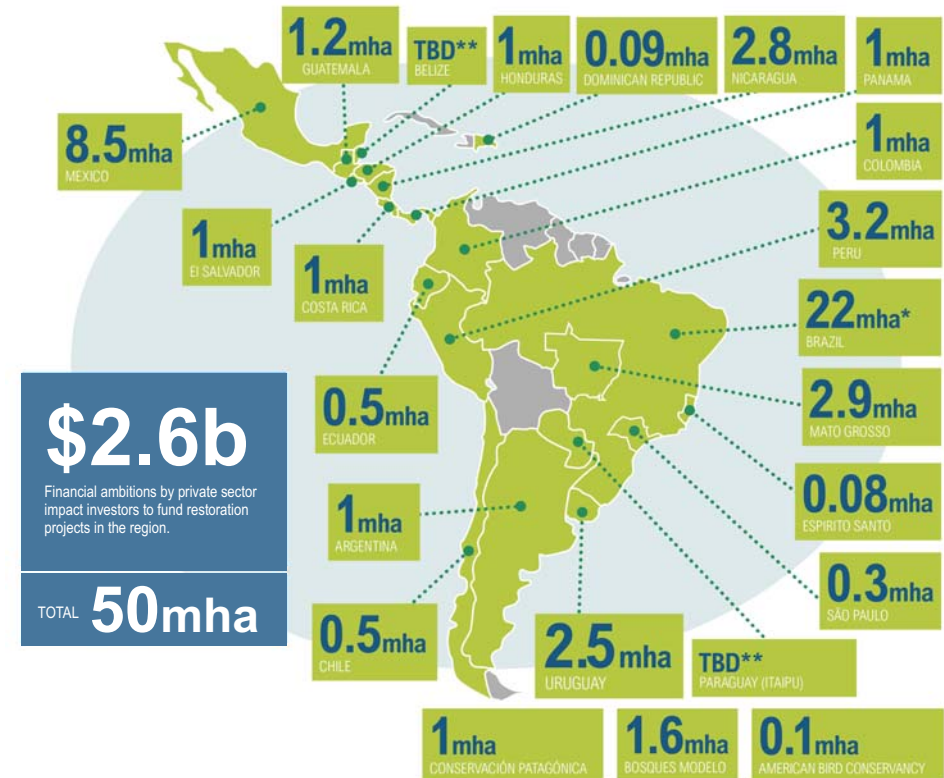 1.2mha
GUATEMALA
TBD**
BELIZE
1mha
HONDURAS
0.09mha
DOMINICAN REPUBLIC
2.8mha
NICARAGUA
1mha
PANAMA
8.5mha
MEXICO
1mha
COLOMBIA
1mha
El SALVADOR
1mha
COSTA RICA
3.2mha
PERU
22mha*
BRAZIL
0.5mha
ECUADOR
2.9mha
MATO GROSSO
$2.6b
Financial ambitions by private sector
impact investors to fund restoration
projects in the region.
TOTAL 50mha
1mha
ARGENTINA
0.08mha
ESPIRITO SANTO
0.3mha
SÃO PAULO
0.5mha
CHILE
2.5mha
URUGUAY
TBD**
PARAGUAY (ITAIPU)
1mha
CONSERVACIÓN PATAGÓNICA
1.6mha
BOSQUES MODELO
0.1mha
AMERICAN BIRD CONSERVANCY